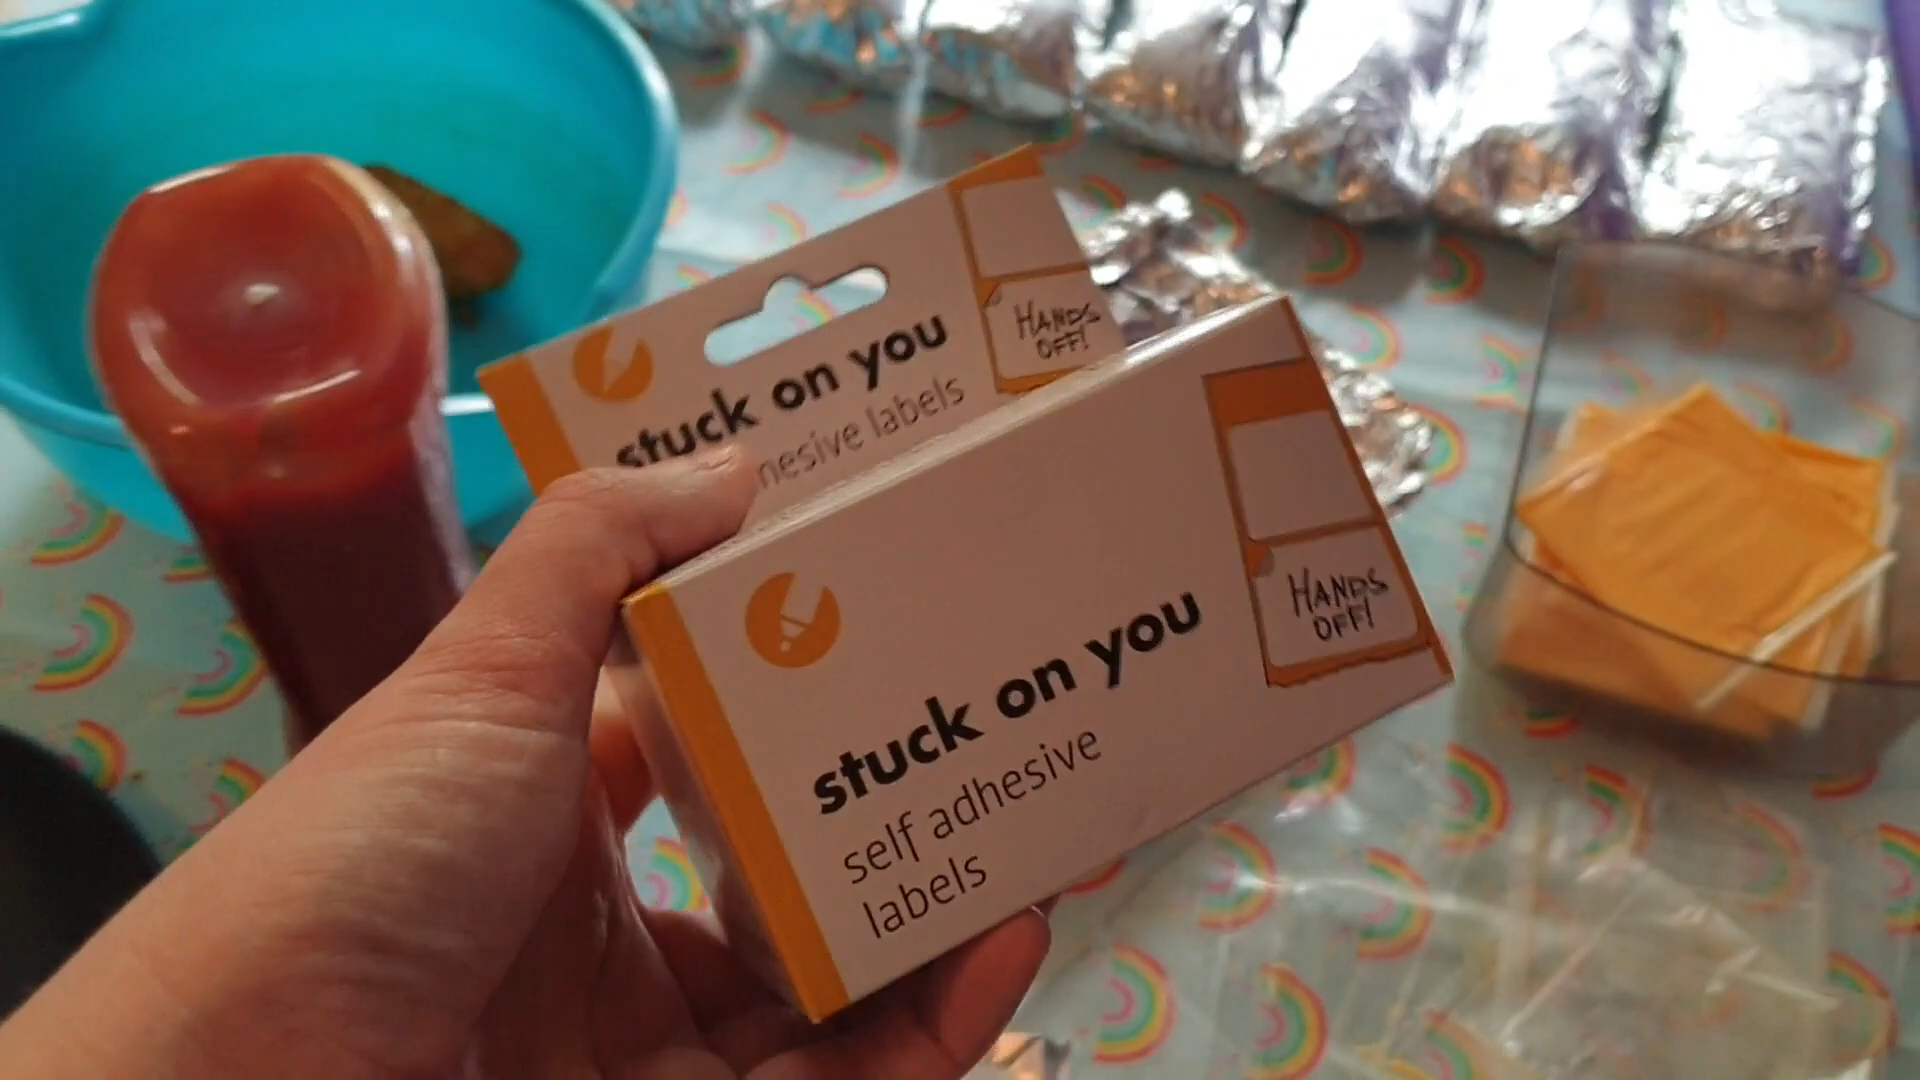 stuck on you
nesive labels
HANDS
OFF!
stuck on you
self adhesive
labels
HANDS
OFF!